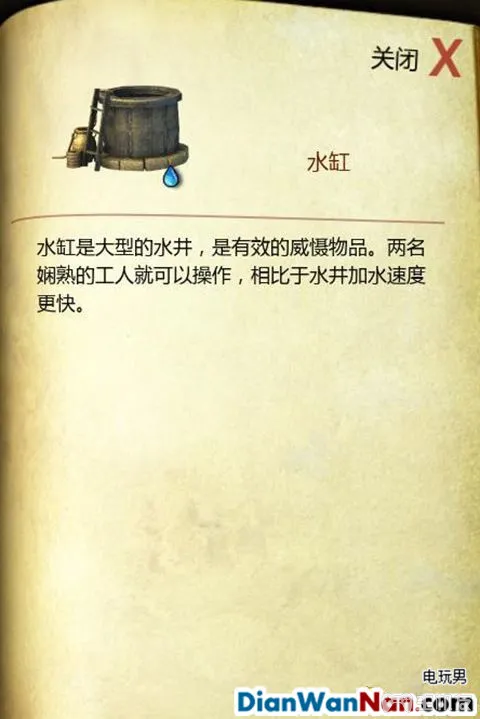 关闭 X
水缸
水缸是大型的水井，是有效的威慑物品。两名
娴熟的工人就可以操作，相比于水井加水速度
更快。
电玩男
DianWanNan.com